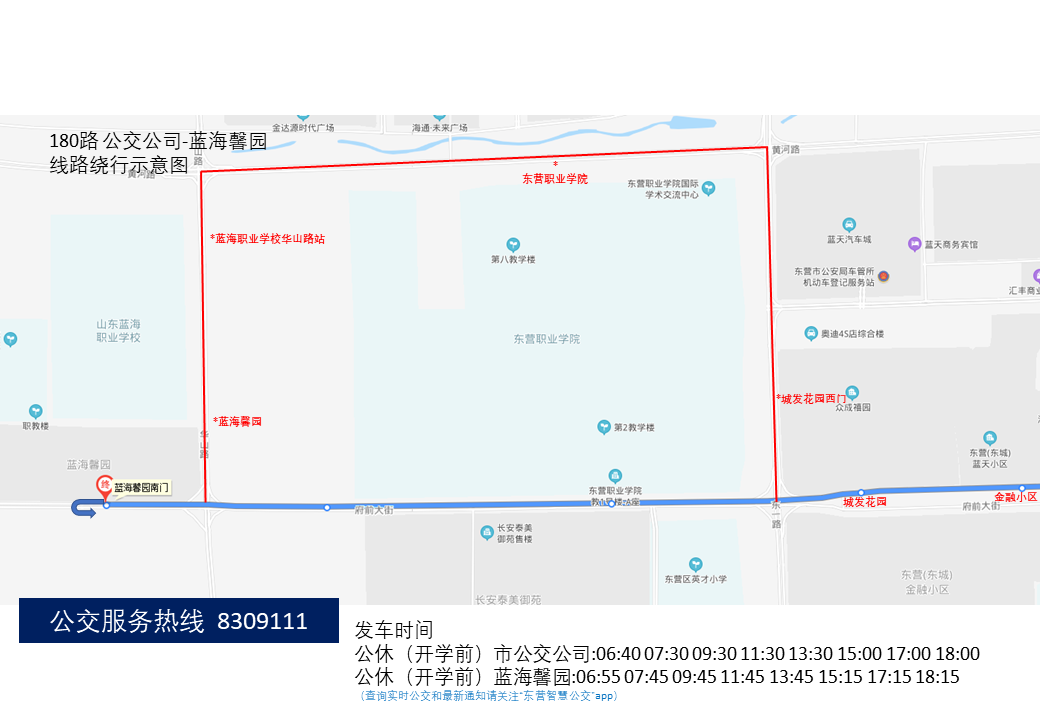 180路 公交公司-蓝海馨园
线路绕行示意图
金达源时代广场
海通·未来广场
山路
黄河路
黄河路
*
东营职业学院
东营职业学院国际
学术交流中心
*蓝海职业学校华山路站
第八教学楼
蓝天汽车城
蓝天商务宾馆
东营市公安局车管所
机动车登记服务站
汇丰商业
山东蓝海
职业学校
东营职业学院
奥迪4S店综合楼
*城发花园西门
众成禧园
职教楼
*蓝海馨园
第2教学楼
华山路
东营(东城)
蓝天小区
蓝海馨园
终
蓝海馨园南门
东营职业学院
府前大街
东一路
城发花园
金融小区
府前大街
长安泰美
御苑售楼
东营区英才小学
东营(东城)
金融小区
长安泰美御苑
公交服务热线 8309111
发车时间
公休（开学前）市公交公司:06:40 07:30 09:30 11:30 13:30 15:00 17:00 18:00
公休（开学前）蓝海馨园:06:55 07:45 09:45 11:45 13:45 15:15 17:15 18:15
（查询实时公交和最新通知请关注“东营智慧公交”app）